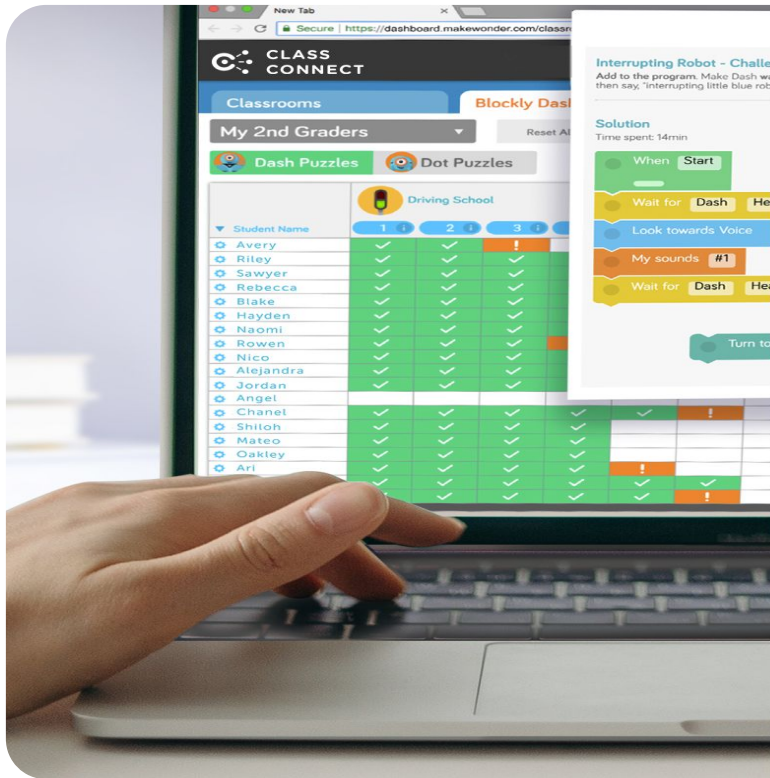 New Tab
Secure | https://dashboard.makewonder.com/classr
CLASS
CONNECT
Classrooms
Blockly Das
My 2nd Graders
Reset Al
Dash Puzzles
Dot Puzzles
Driving School
Student Name 1 2 3
Avery
Riley
Sawyer
Rebecca
Blake
Hayden
Naomi
Rowen
Nico
Alejandra
Jordan
Angel
Chanel
Shiloh
Mateo
Oakley
Ari
Interrupting Robot - Challe
Add to the program. Make Dash wa
then say, "interrupting little blue rob
Solution
Time spent: 14min
When Start
Wait for Dash He
Look towards Voice
My sounds #1
Wait for Dash Hea
Turn to